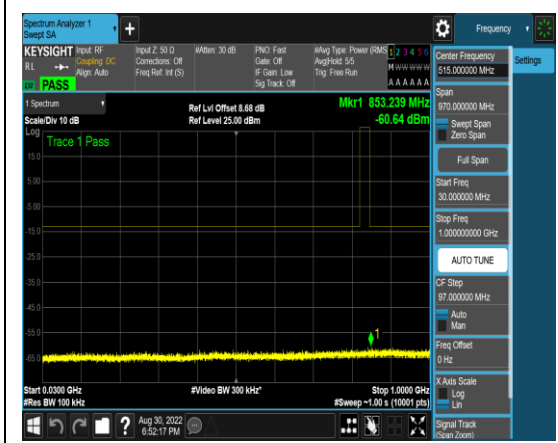 Spectrum Analyzer 1
Swept SA
Frequency
KEYSIGHT
Input: RF
Coupling: DC
Align: Auto
Input Z: 50 Ω
Corrections: Off
Freq Ref: Int (S)
#Atten: 30 dB
PNO: Fast
Gate: Off
IF Gain: Low
Sig Track: Off
#Avg Type: Power (RMS
Avg|Hold: 5/5
Trig: Free Run
1 2 3 4 5 6
M W W W W W
A A A A A A
RL
PASS
Center Frequency
515.000000 MHz
Settings
1 Spectrum
Ref Lvl Offset 8.68 dB
Mkr1 853.239 MHz
Scale/Div 10 dB
Ref Level 25.00 dBm
-60.64 dBm
Log
Trace 1 Pass
15.0
5.00
-5.00
-15.0
-25.0
-35.0
-45.0
-55.0
-65.0
1
Start 0.0300 GHz
#Video BW 300 kHz*
Stop 1.0000 GHz
#Res BW 100 kHz
#Sweep ~1.00 s (10001 pts)
Span
970.000000 MHz
Swept Span
Zero Span
Full Span
Start Freq
30.000000 MHz
Stop Freq
1.000000000 GHz
AUTO TUNE
CF Step
97.000000 MHz
Auto
Man
Freq Offset
0 Hz
X Axis Scale
Log
Lin
Signal Track
(Span Zoom)
Aug 30, 2022
6:52:17 PM